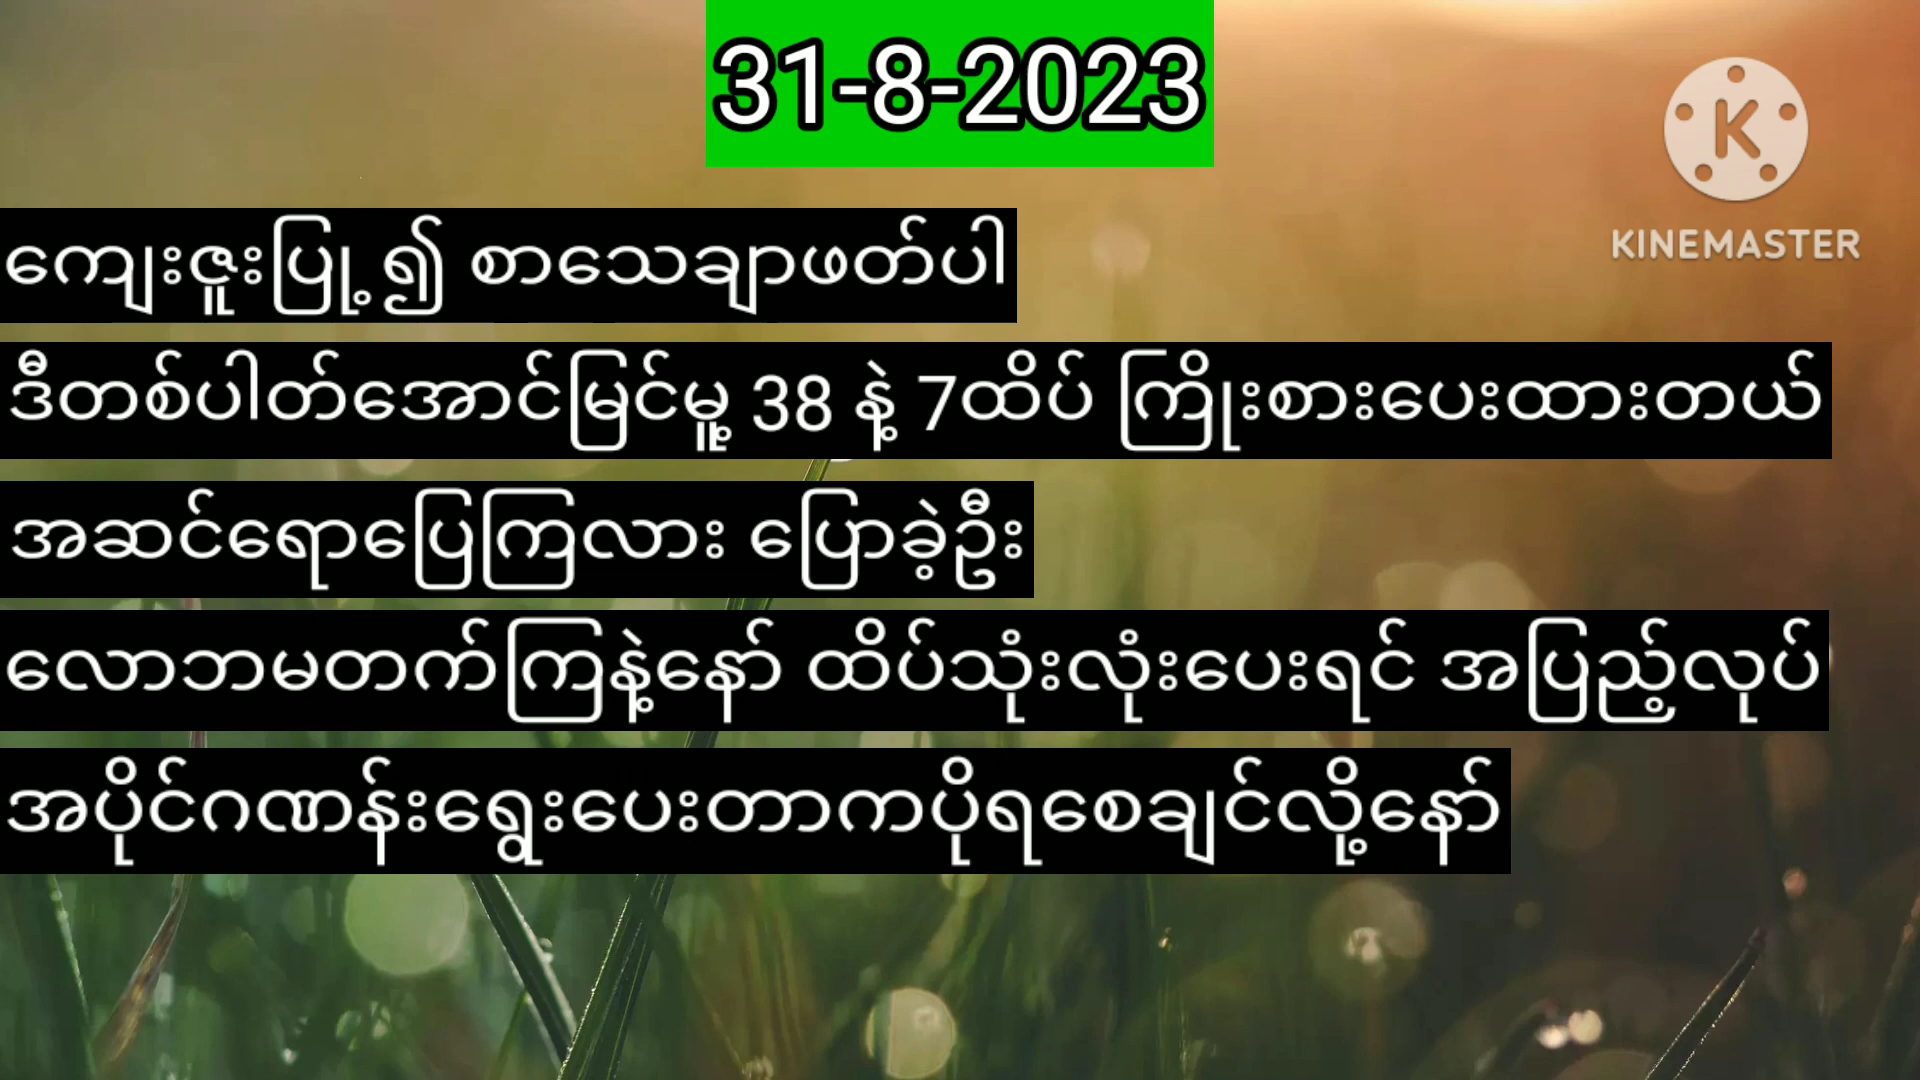 31-8-2023
KINEMASTER
ကျေးဇူးပြု့၍ စာသေချာဖတ်ပါ
ဒီတစ်ပါတ်အောင်မြင်မှု့ 38 နဲ့ 7ထိပ် ကြိုးစားပေးထားတယ်
အဆင်ရောပြေကြလား ပြောခဲ့ဦး
လောဘမတက်ကြနဲ့နော် ထိပ်သုံးလုံးပေးရင် အပြည့်လုပ်
အပိုင်ဂဏန်းရွေးပေးတာကပိုရစေချင်လို့နော်